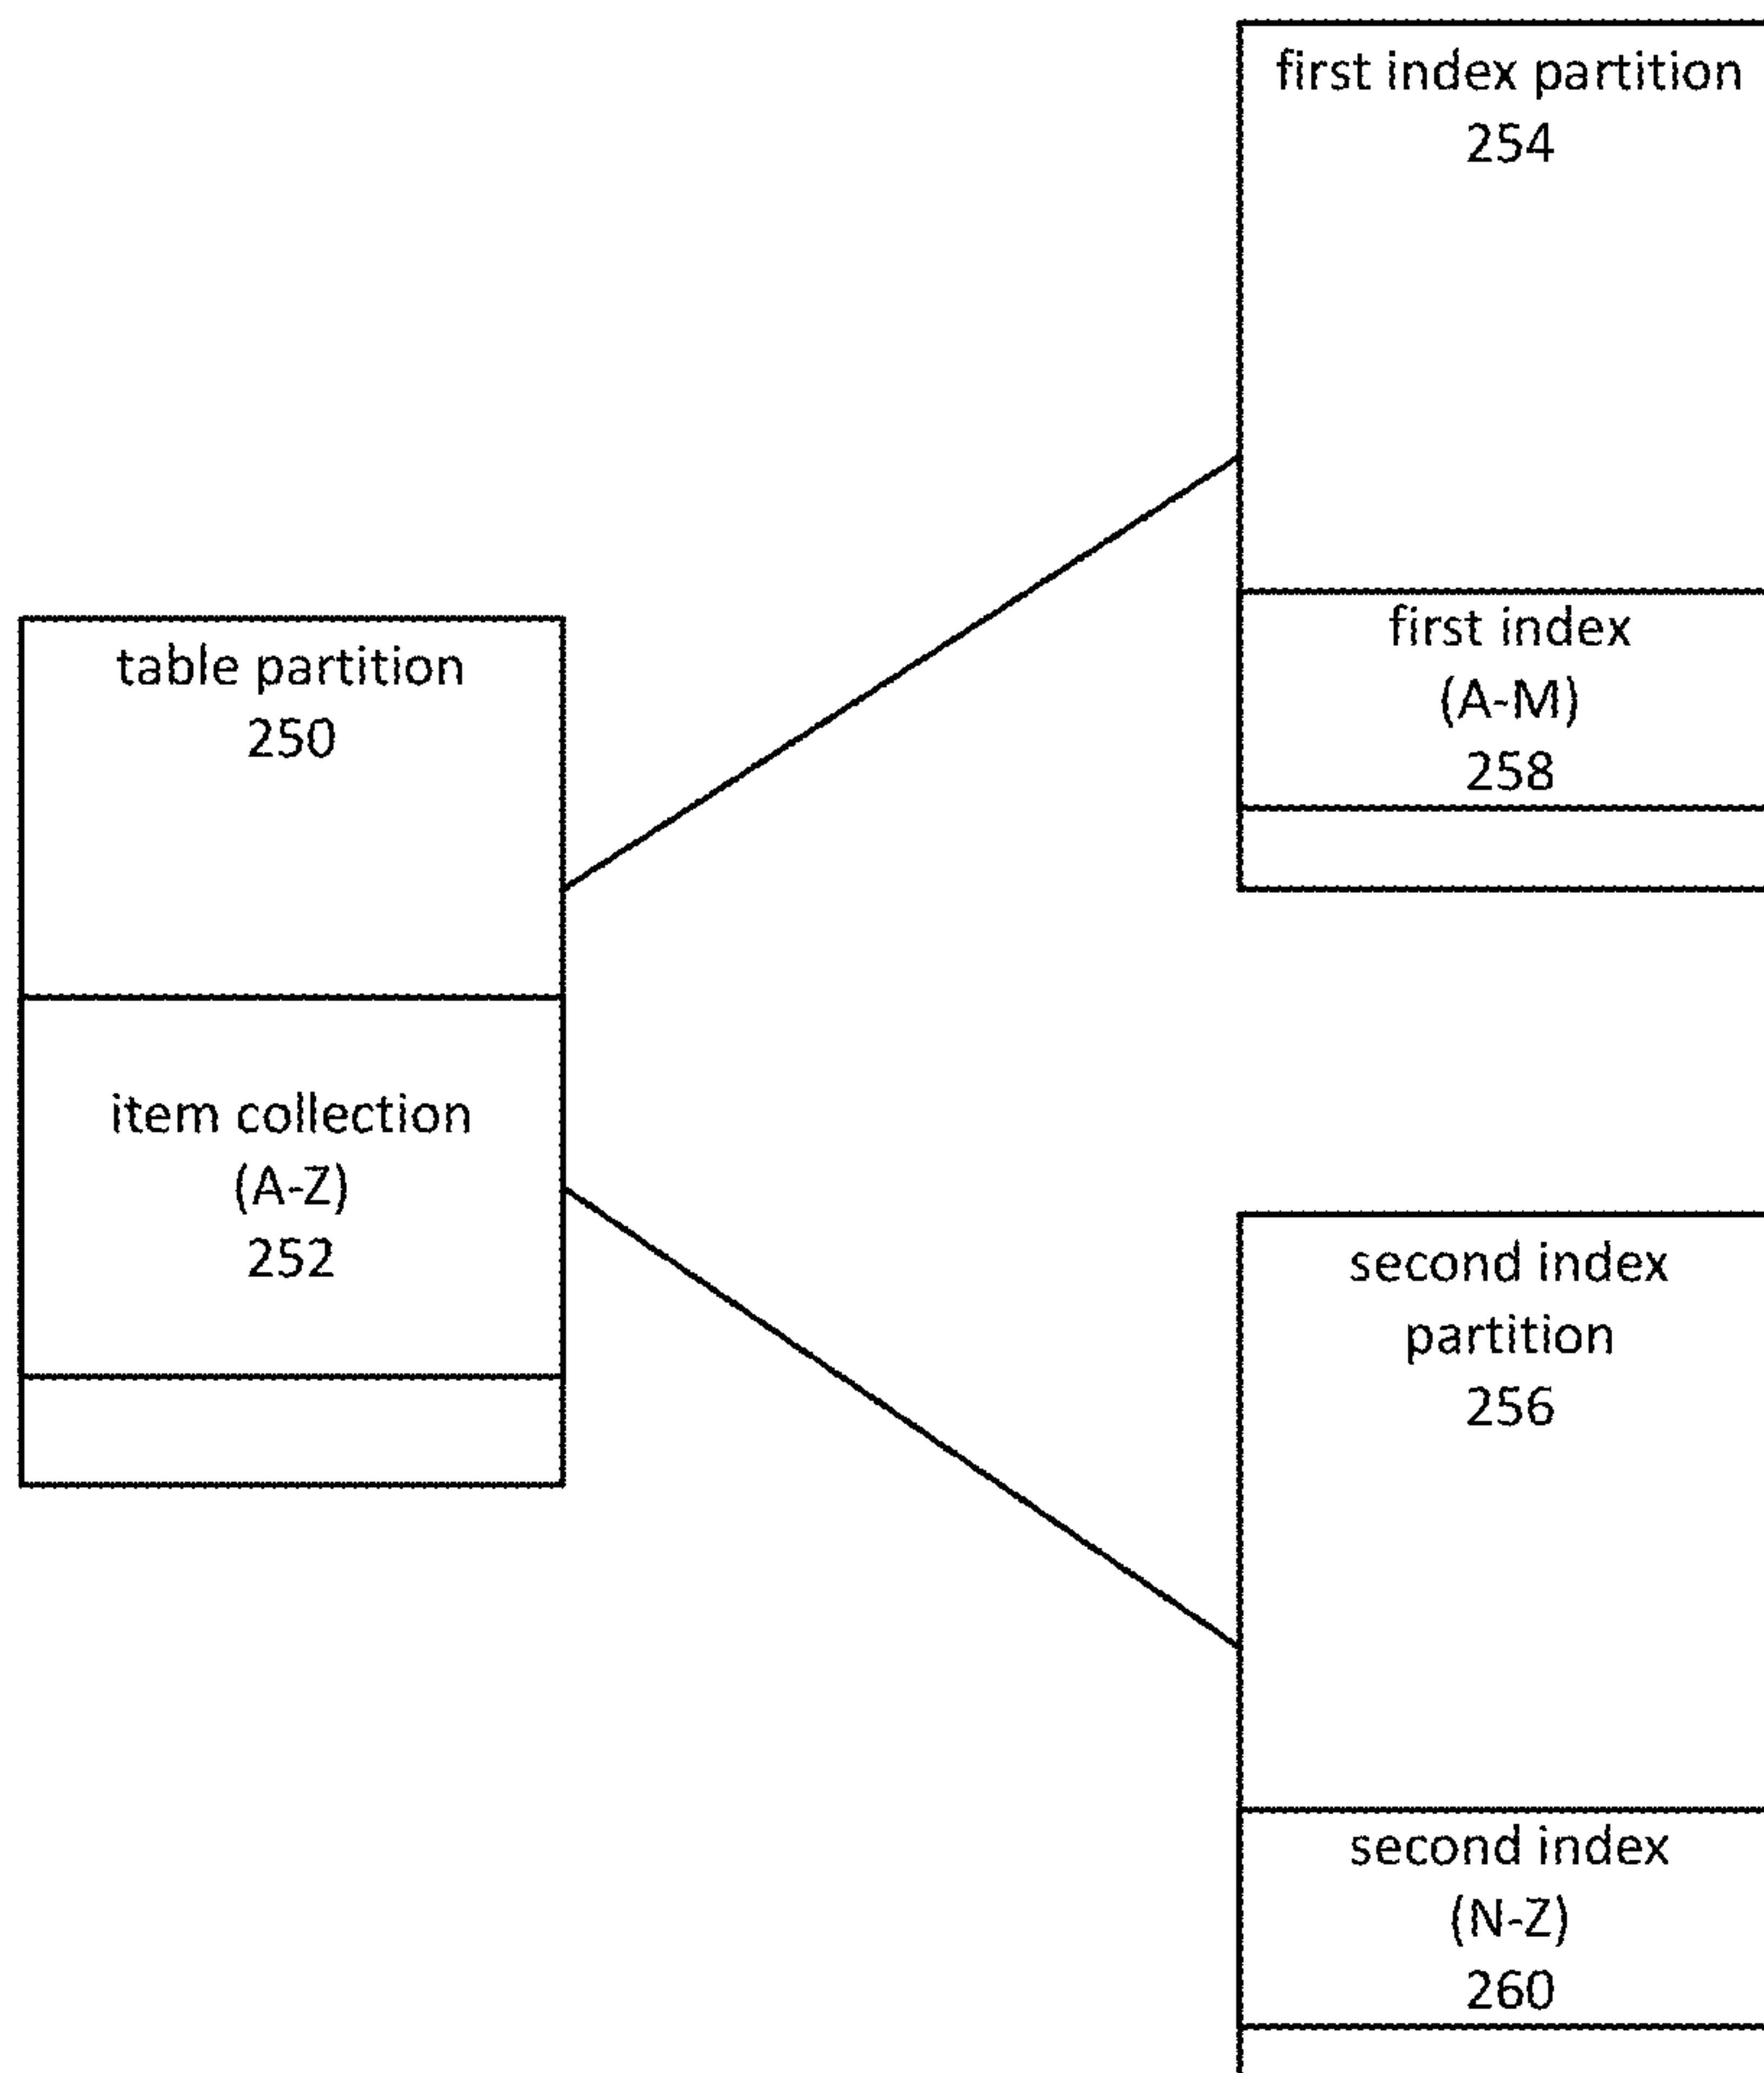 first index partition
254
first index
(A-M)
258
table partition
250
item collection
(A-Z)
252
second index
partition
256
second index
(N-Z)
260